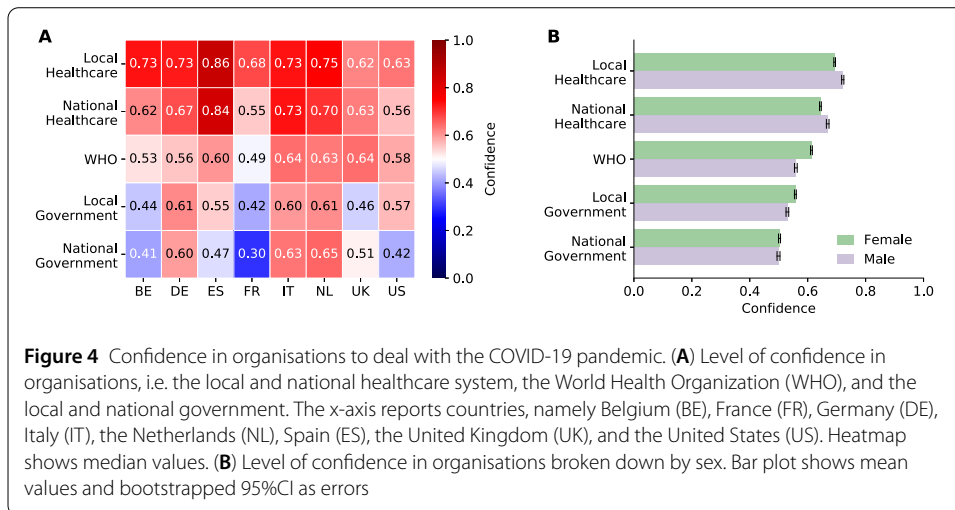 A
Local
Healthcare
0.73 0.73 0.86 0.68 0.73 0.75 0.62 0.63
National
Healthcare
0.62 0.67 0.84 0.55 0.73 0.70 0.63 0.56
WHO
0.53 0.56 0.60 0.49 0.64 0.63 0.64 0.58
Local
Government
0.44 0.61 0.55 0.42 0.60 0.61 0.46 0.57
National
Government
0.41 0.60 0.47 0.30 0.63 0.65 0.51 0.42
BE DE ES FR IT NL UK US
1.0
0.8
0.6
0.4
0.2
0.0
Confidence
B
Local
Healthcare
National
Healthcare
WHO
Local
Government
National
Government
Female
Male
0.0 0.2 0.4 0.6 0.8 1.0
Confidence
Figure 4 Confidence in organisations to deal with the COVID-19 pandemic. (A) Level of confidence in
organisations, i.e. the local and national healthcare system, the World Health Organization (WHO), and the
local and national government. The x-axis reports countries, namely Belgium (BE), France (FR), Germany (DE),
Italy (IT), the Netherlands (NL), Spain (ES), the United Kingdom (UK), and the United States (US). Heatmap
shows median values. (B) Level of confidence in organisations broken down by sex. Bar plot shows mean
values and bootstrapped 95%CI as errors